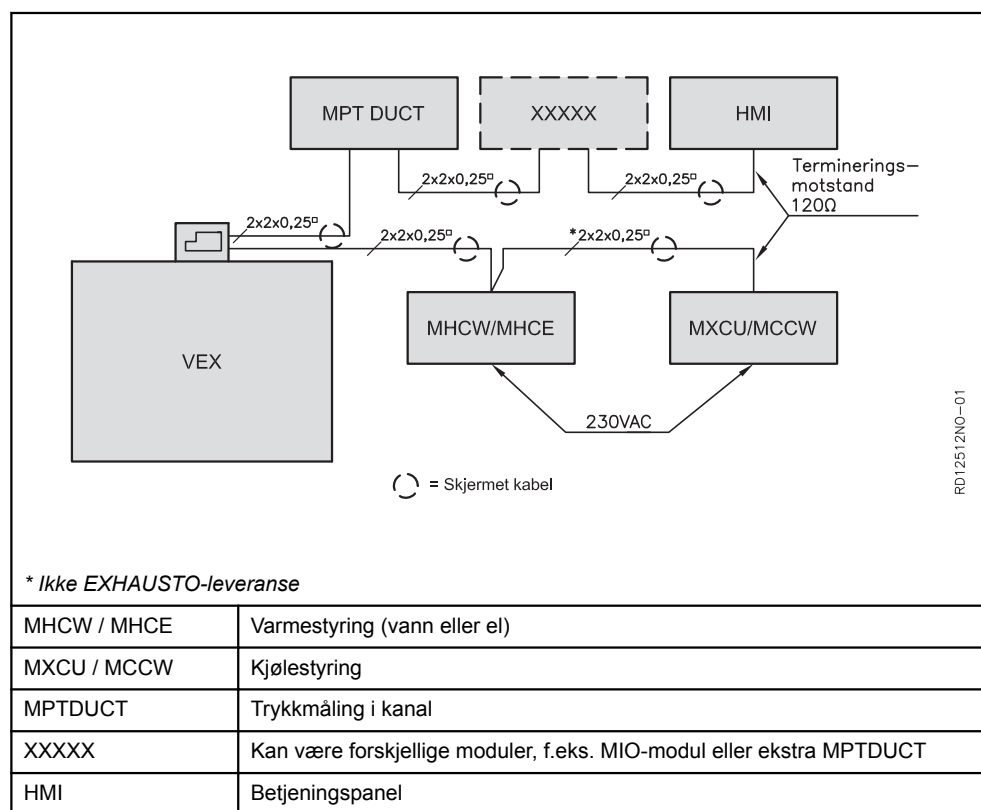 MPT DUCT
XXXXX
HMI
Terminerings-
motstand
120Ω
2x2x0,25¤
2x2x0,25¤
2x2x0,25¤
2x2x0,25¤
*2x2x0,25¤
VEX
MHCW/MHCE
MXCU/MCCW
230VAC
= Skjermet kabel
RD12512NO-01
* Ikke EXHAUSTO-leveranse
MHCW / MHCE Varmestyring (vann eller el)
MXCU / MCCW Kjølestyring
MPTDUCT Trykkmåling i kanal
XXXXX Kan være forskjellige moduler, f.eks. MIO-modul eller ekstra MPTDUCT
HMI Betjeningspanel